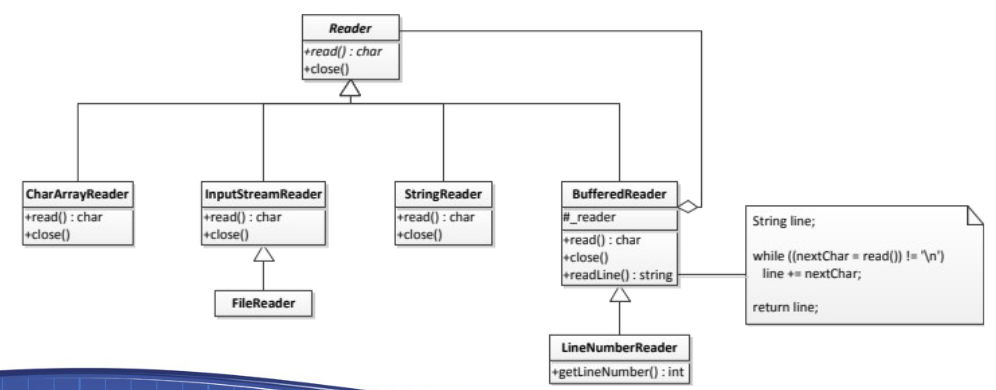 Reader
+read() : char
+close()
CharArrayReader
+read() : char
+close()
InputStreamReader
+read() : char
+close()
StringReader
+read() : char
+close()
BufferedReader
#_reader
+read() : char
+close()
+readLine() : string
String line;
while ((nextChar = read()) != '\n')
line += nextChar;
return line;
FileReader
LineNumberReader
+getLineNumber() : int